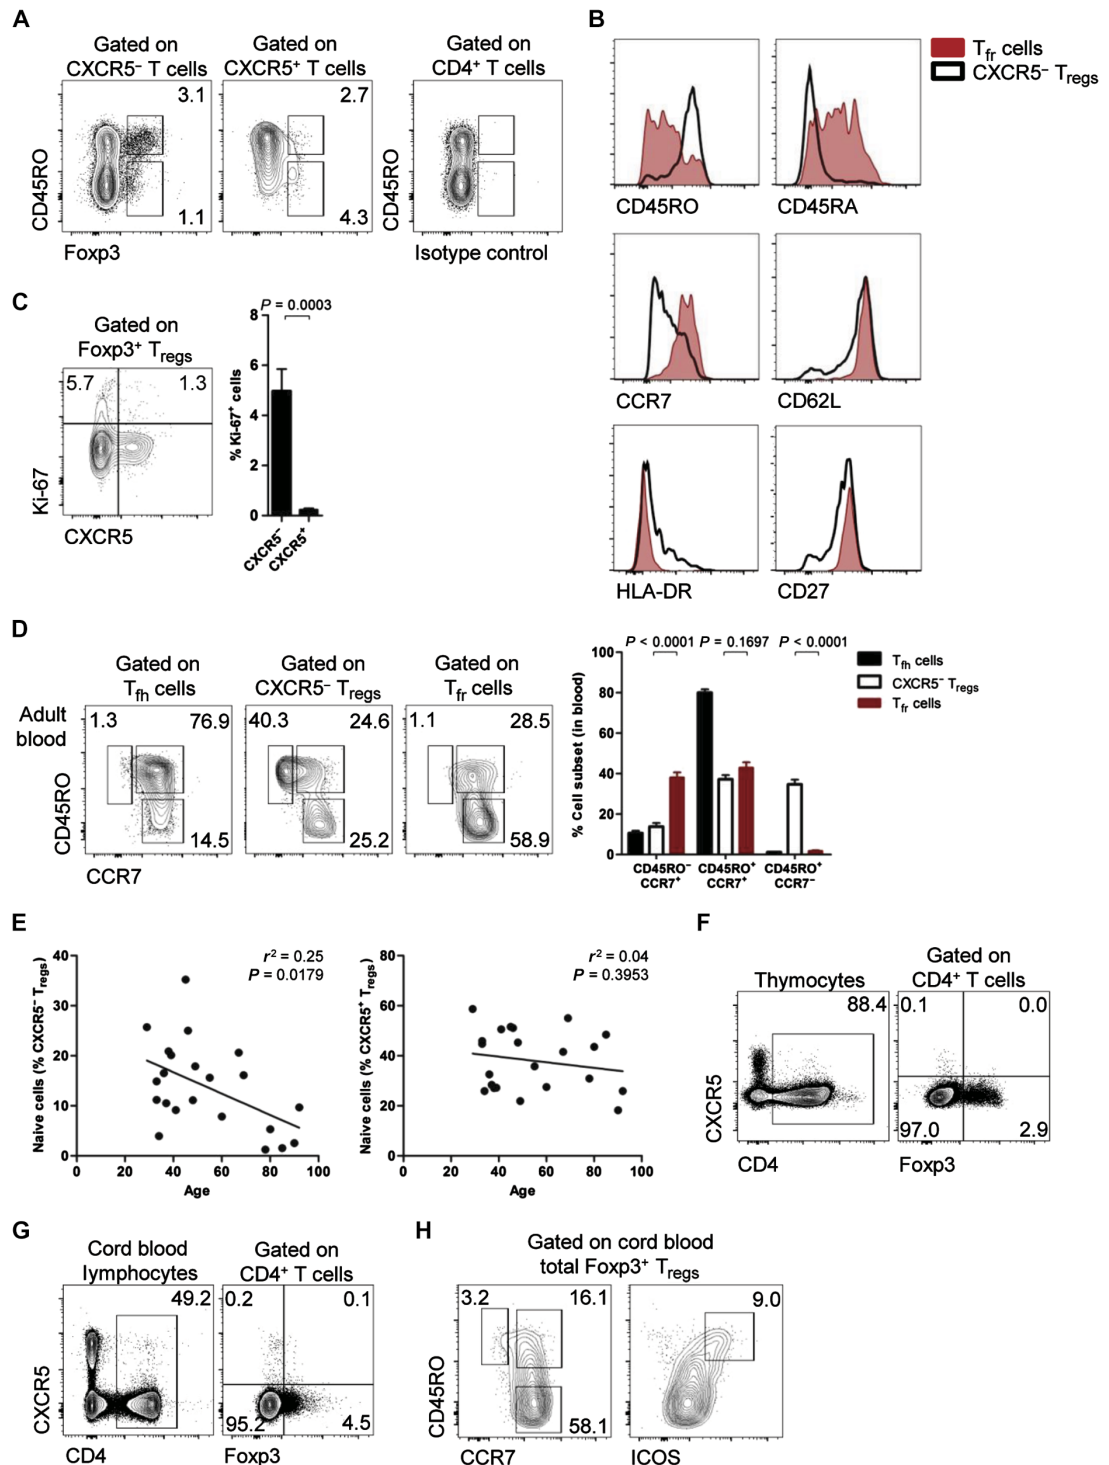 A
Gated on
CXCR5⁻ T cells
Gated on
CXCR5⁺ T cells
Gated on
CD4⁺ T cells
3.1
2.7
1.1
4.3
CD45RO
CD45RO
Foxp3
Isotype control
B
Tfr cells
CXCR5⁻ Tregs
CD45RO
CD45RA
CCR7
CD62L
HLA-DR
CD27
C
Gated on
Foxp3⁺ Tregs
5.7
1.3
Ki-67
CXCR5
P = 0.0003
% Ki-67⁺ cells
8
6
4
2
0
CXCR5⁻
CXCR5⁺
D
Gated on
Tfh cells
Gated on
CXCR5⁻ Tregs
Gated on
Tfr cells
Adult
blood
1.3
76.9
40.3
24.6
1.1
28.5
14.5
25.2
58.9
CD45RO
CCR7
P < 0.0001
P = 0.1697
P < 0.0001
% Cell subset (in blood)
100
80
60
40
20
0
CD45RO⁻
CCR7⁺
CD45RO⁺
CCR7⁺
CD45RO⁺
CCR7⁻
Tfh cells
CXCR5⁻ Tregs
Tfr cells
E
Naive cells (% CXCR5⁻ Tregs)
40
30
20
10
0
r² = 0.25
P = 0.0179
0
20
40
60
80
100
Age
Naive cells (% CXCR5⁺ Tregs)
80
60
40
20
0
r² = 0.04
P = 0.3953
0
20
40
60
80
100
Age
F
Thymocytes
Gated on
CD4⁺ T cells
88.4
0.1
0.0
97.0
2.9
CXCR5
CD4
Foxp3
G
Cord blood
lymphocytes
Gated on
CD4⁺ T cells
49.2
0.2
0.1
95.2
4.5
CXCR5
CD4
Foxp3
H
Gated on cord blood
total Foxp3⁺ Tregs
3.2
16.1
9.0
58.1
CD45RO
CCR7
ICOS